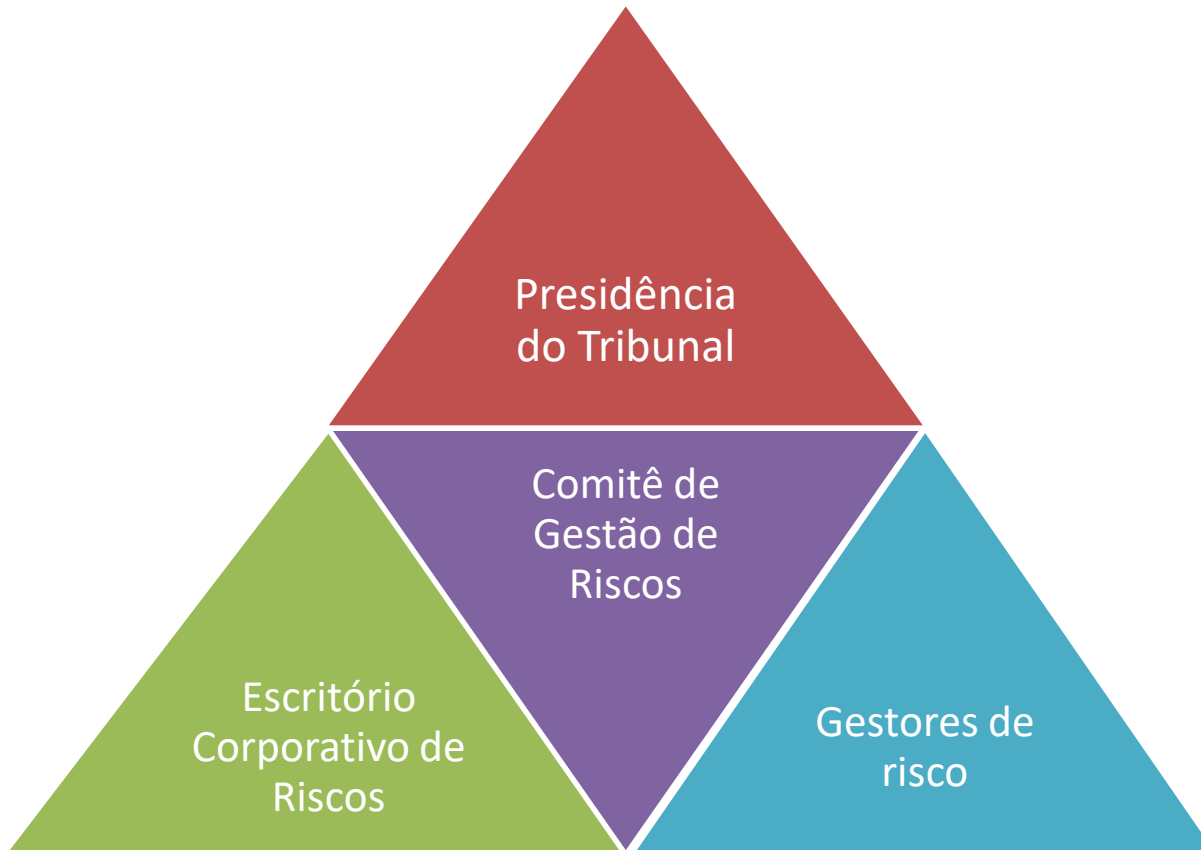 Presidência
do Tribunal
Comitê de
Gestão de
Riscos
Escritório
Corporativo de
Riscos
Gestores de
risco